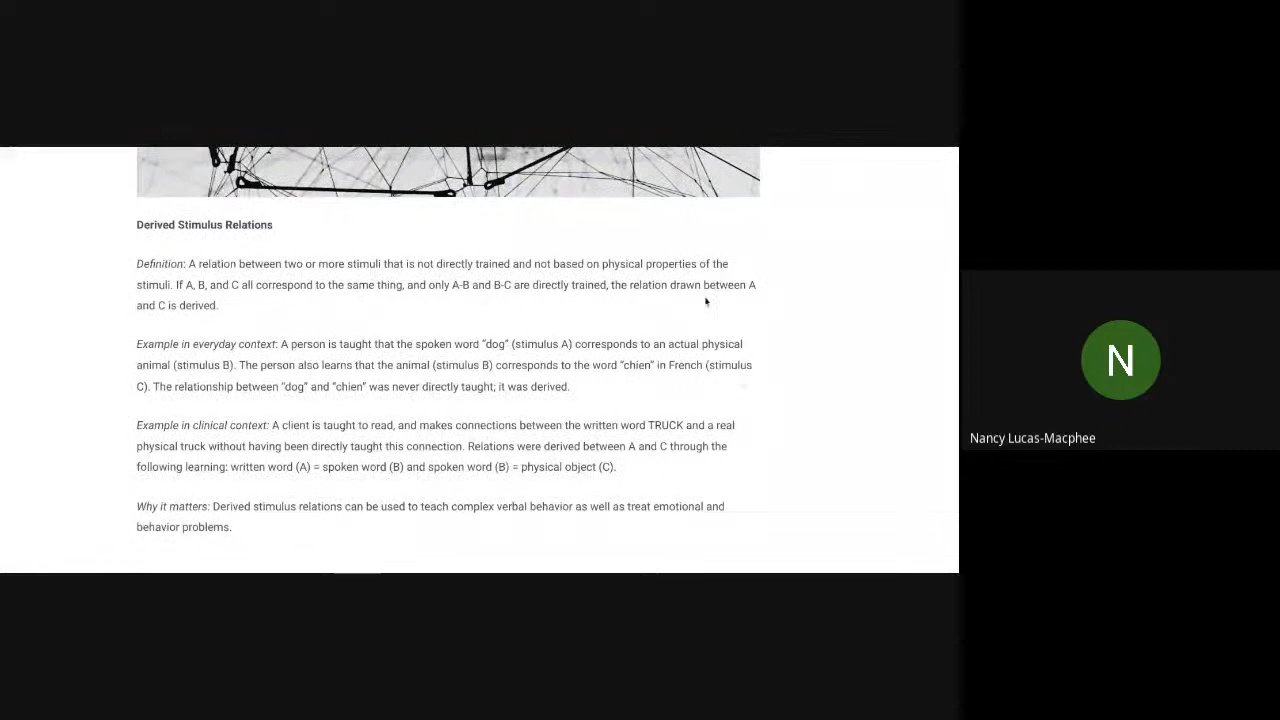 Derived Stimulus Relations
Definition: A relation between two or more stimuli that is not directly trained and not based on physical properties of the
stimuli. If A, B, and C all correspond to the same thing, and only A-B and B-C are directly trained, the relation drawn between A
and C is derived.
Example in everyday context: A person is taught that the spoken word “dog” (stimulus A) corresponds to an actual physical
animal (stimulus B). The person also learns that the animal (stimulus B) corresponds to the word “chien” in French (stimulus
C). The relationship between “dog” and “chien” was never directly taught; it was derived.
Example in clinical context: A client is taught to read, and makes connections between the written word TRUCK and a real
physical truck without having been directly taught this connection. Relations were derived between A and C through the
following learning: written word (A) = spoken word (B) and spoken word (B) = physical object (C).
Why it matters: Derived stimulus relations can be used to teach complex verbal behavior as well as treat emotional and
behavior problems.
N
Nancy Lucas-Macphee